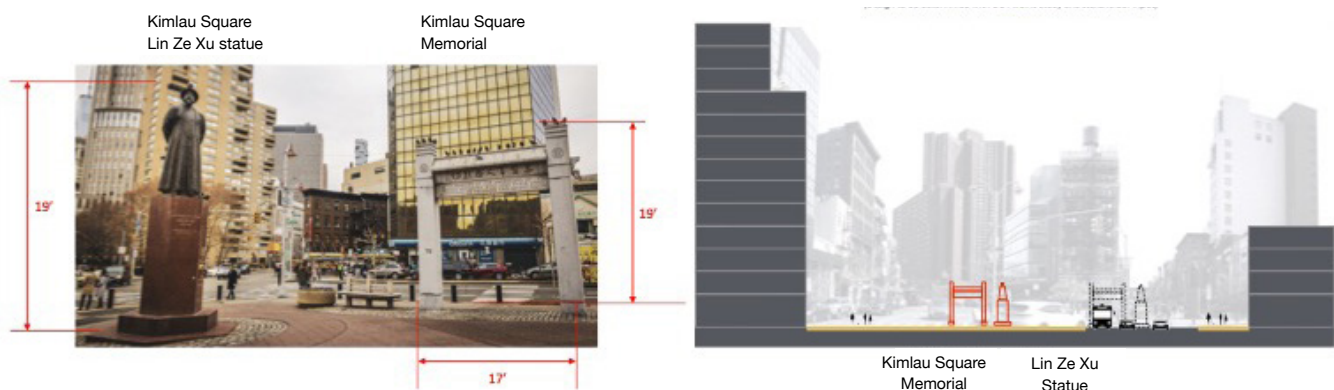 Kimlau Square
Lin Ze Xu statue
Kimlau Square
Memorial
19'
19'
17'
Kimlau Square
Memorial
Lin Ze Xu
Statue